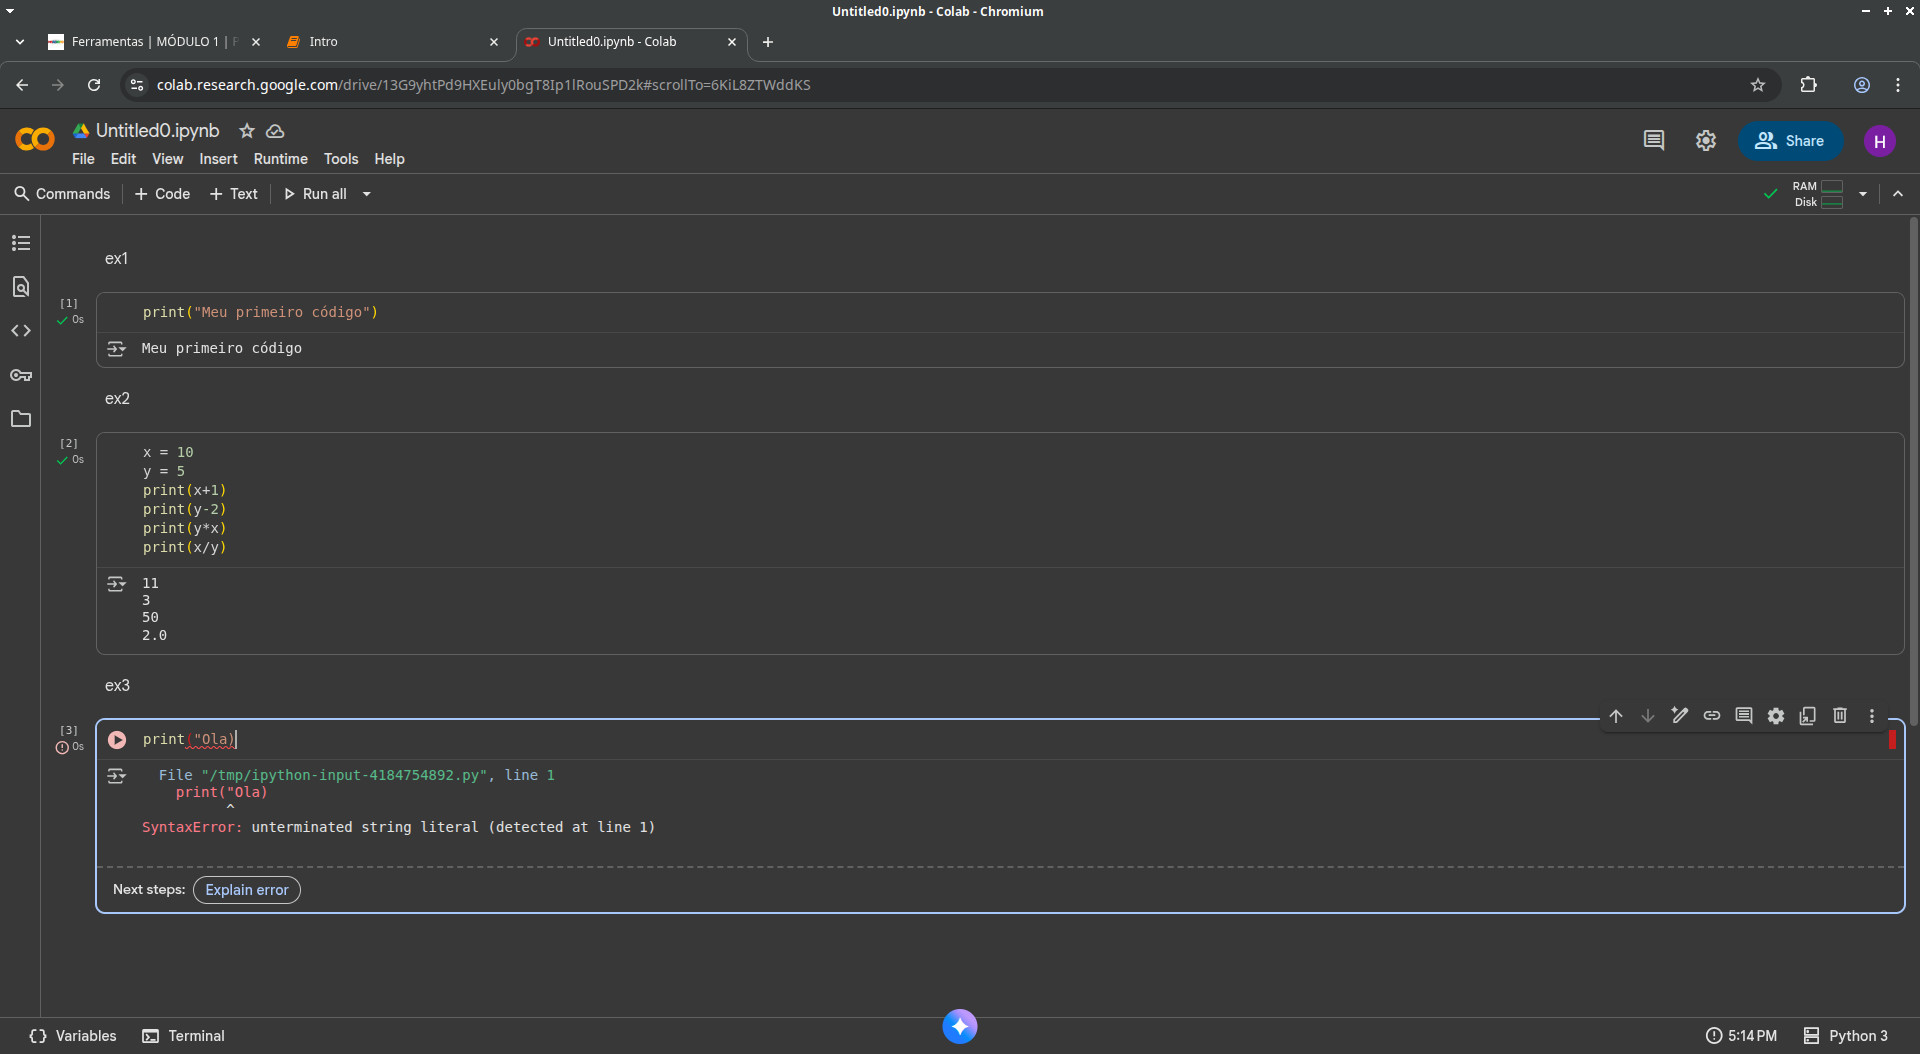 Untitled0.ipynb - Colab - Chromium
Ferramentas | MÓDULO 1 |
Intro
Untitled0.ipynb - Colab
colab.research.google.com/drive/13G9yhtPd9HXEuly0bgT8Ip1lRouSPD2k#scrollTo=6KiL8ZTWddKS
Untitled0.ipynb
File Edit View Insert Runtime Tools Help
Share
H
Commands + Code + Text Run all
RAM
Disk
ex1
[1]
0s
print("Meu primeiro código")
Meu primeiro código
ex2
[2]
0s
x = 10
y = 5
print(x+1)
print(y-2)
print(y*x)
print(x/y)
11
3
50
2.0
ex3
[3]
0s
print("Ola)
File "/tmp/ipython-input-4184754892.py", line 1
print("Ola)
^
SyntaxError: unterminated string literal (detected at line 1)
Next steps: Explain error
Variables Terminal
5:14 PM Python 3